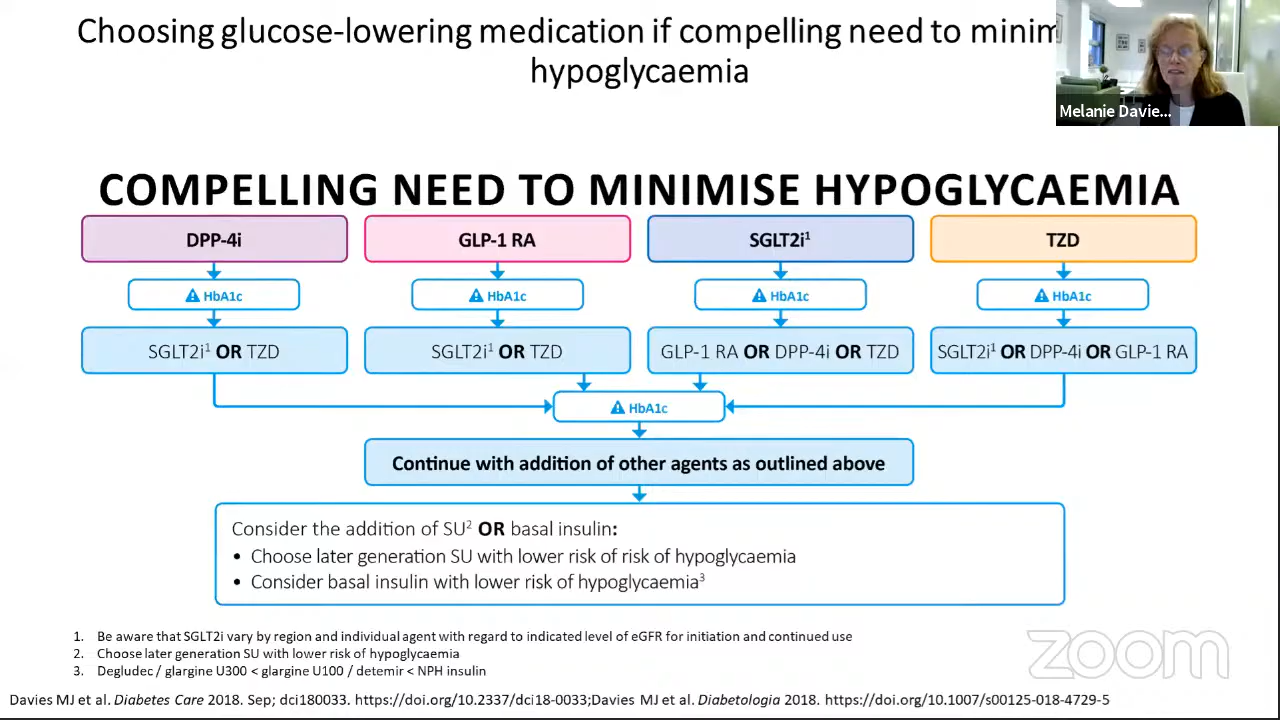 Choosing glucose-lowering medication if compelling need to minim
hypoglycaemia
Melanie Davie...
COMPELLING NEED TO MINIMISE HYPOGLYCAEMIA
DPP-4i
GLP-1 RA
SGLT2i¹
TZD
HbA1c
HbA1c
HbA1c
HbA1c
SGLT2i¹ OR TZD
SGLT2i¹ OR TZD
GLP-1 RA OR DPP-4i OR TZD
SGLT2i¹ OR DPP-4i OR GLP-1 RA
HbA1c
Continue with addition of other agents as outlined above
Consider the addition of SU² OR basal insulin:
• Choose later generation SU with lower risk of risk of hypoglycaemia
• Consider basal insulin with lower risk of hypoglycaemia³
1. Be aware that SGLT2i vary by region and individual agent with regard to indicated level of eGFR for initiation and continued use
2. Choose later generation SU with lower risk of hypoglycaemia
3. Degludec / glargine U300 < glargine U100 / detemir < NPH insulin
zoom
Davies MJ et al. Diabetes Care 2018. Sep; dci180033. https://doi.org/10.2337/dci18-0033;Davies MJ et al. Diabetologia 2018. https://doi.org/10.1007/s00125-018-4729-5